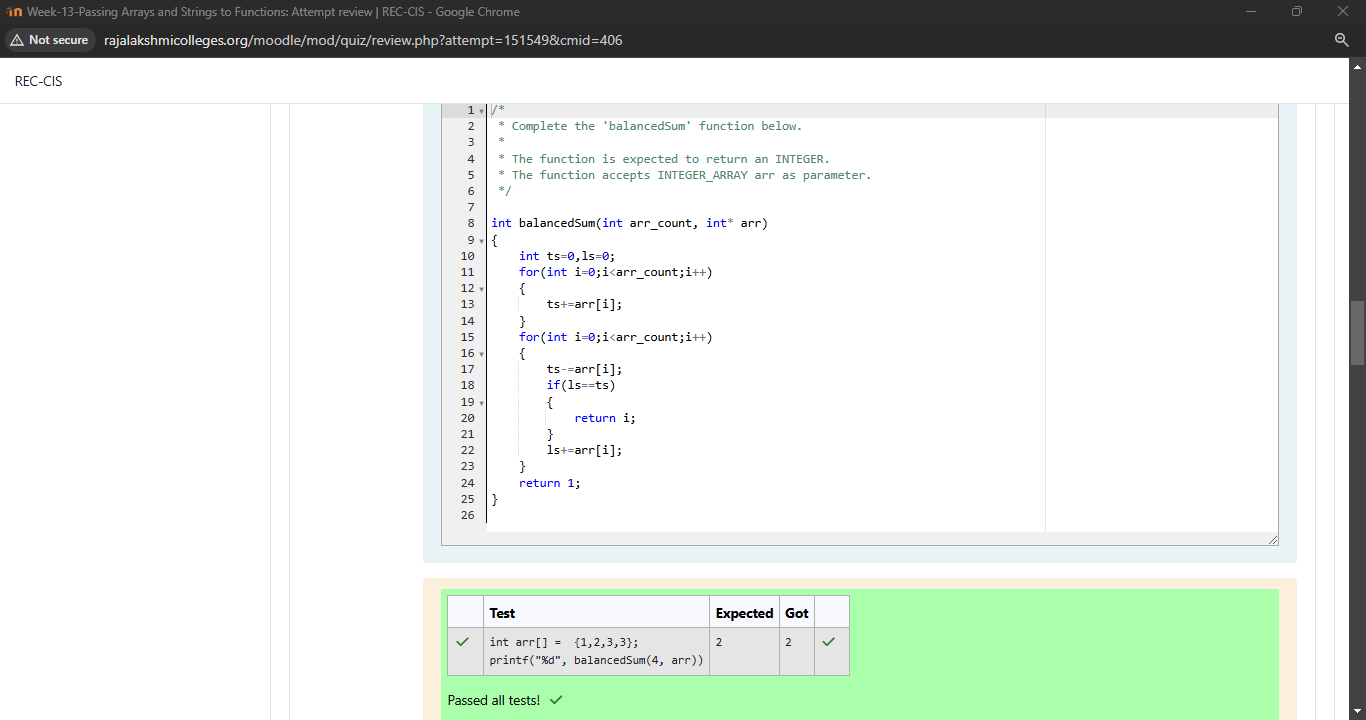 Week-13-Passing Arrays and Strings to Functions: Attempt review | REC-CIS - Google Chrome
Not secure rajalakshmicolleges.org/moodle/mod/quiz/review.php?attempt=151549&cmid=406
REC-CIS
1 /*
2 * Complete the 'balancedSum' function below.
3 *
4 * The function is expected to return an INTEGER.
5 * The function accepts INTEGER_ARRAY arr as parameter.
6 */
7
8 int balancedSum(int arr_count, int* arr)
9 {
10 int ts=0,ls=0;
11 for(int i=0;i<arr_count;i++)
12 {
13 ts+=arr[i];
14 }
15 for(int i=0;i<arr_count;i++)
16 {
17 ts-=arr[i];
18 if(ls==ts)
19 {
20 return i;
21 }
22 ls+=arr[i];
23 }
24 return 1;
25 }
26
Test Expected Got
int arr[] = {1,2,3,3}; 2 2
printf("%d", balancedSum(4, arr))
Passed all tests!